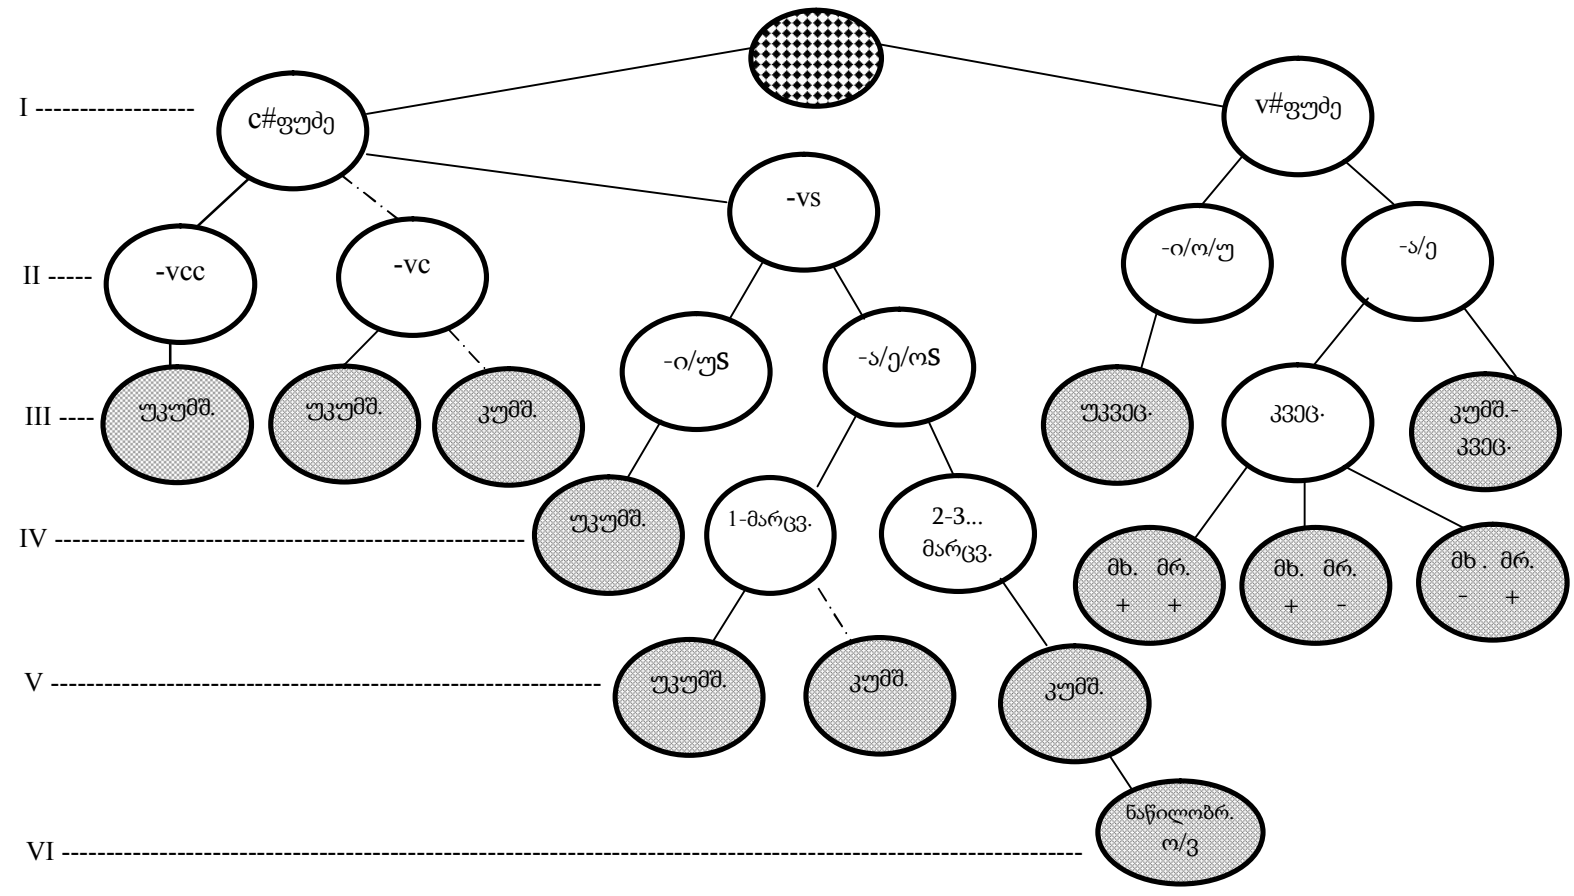 I ------------------
c#ფუძე
v#ფუძე
-vs
-ი/ო/უ
-ა/ე
II -----
-vcc
-vc
-ი/უs
-ა/ე/ოs
III ----
უკუმშ.
უკუმშ.
კუმშ.
უკვეც.
კვეც.
კუმშ.-
კვეც.
IV ----------------------------------------------------
უკუმშ.
1-მარცვ.
2-3...
მარცვ.
მხ. მრ.
+ +
მხ. მრ.
+ -
მხ . მრ.
- +
V -------------------------------------------------------------
უკუმშ.
კუმშ.
კუმშ.
ნაწილობრ.
ო/ვ
VI -----------------------------------------------------------------------------------------------------------------